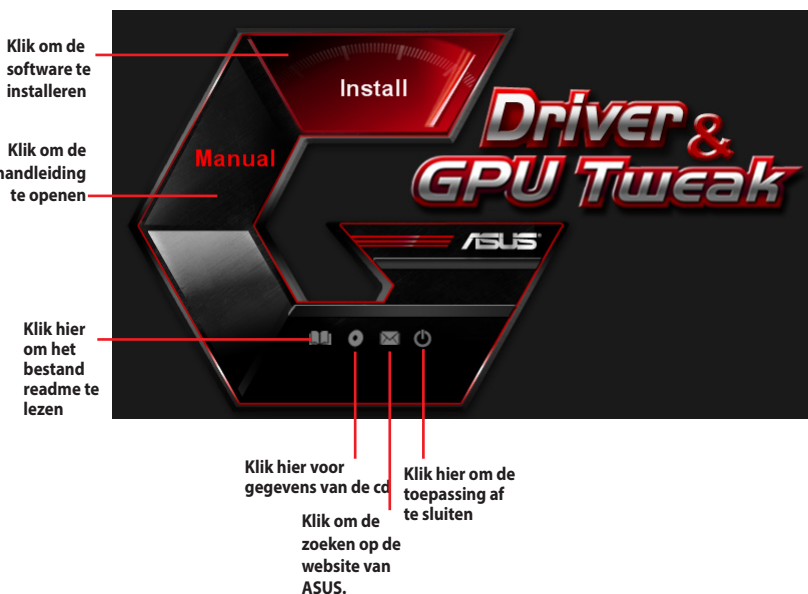 Klik om de
software te
installeren
Install
Driver &
GPU Tweak
Klik om de
handleiding
te openen
Manual
ASUS
Klik hier
om het
bestand
readme te
lezen
Klik hier voor
gegevens van de cd
Klik om de
zoeken op de
website van
ASUS.
Klik hier om de
toepassing af
te sluiten